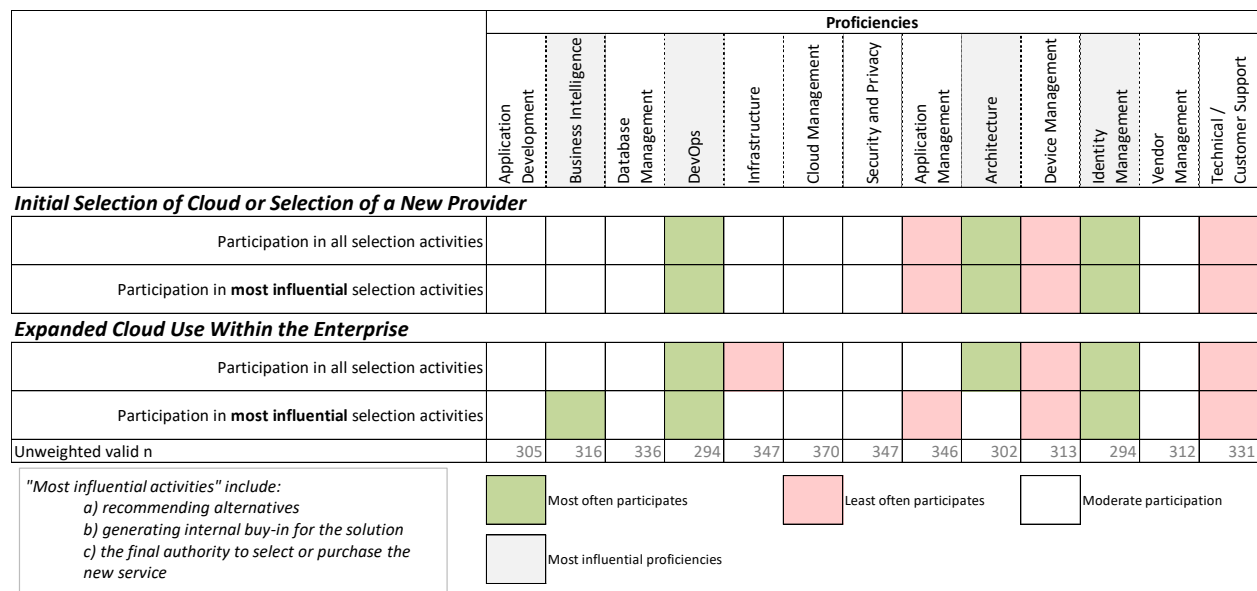 Proficiencies
Application
Development
Business Intelligence
Database
Management
DevOps
Infrastructure
Cloud Management
Security and Privacy
Application
Management
Architecture
Device Management
Identity
Management
Vendor
Management
Technical /
Customer Support
Initial Selection of Cloud or Selection of a New Provider
Participation in all selection activities
Participation in most influential selection activities
Expanded Cloud Use Within the Enterprise
Participation in all selection activities
Participation in most influential selection activities
Unweighted valid n 305 316 336 294 347 370 347 346 302 313 294 312 331
"Most influential activities" include:
a) recommending alternatives
b) generating internal buy-in for the solution
c) the final authority to select or purchase the
new service
Most often participates
Least often participates
Moderate participation
Most influential proficiencies